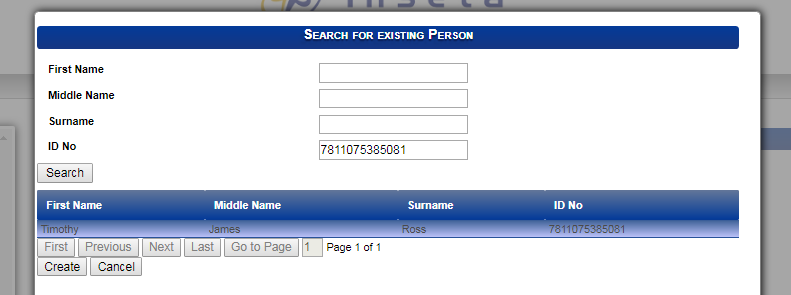 SEARCH FOR EXISTING PERSON
First Name
Middle Name
Surname
ID No 7811075385081
Search
First Name Middle Name Surname ID No
Timothy James Ross 7811075385081
First Previous Next Last Go to Page 1 Page 1 of 1
Create Cancel